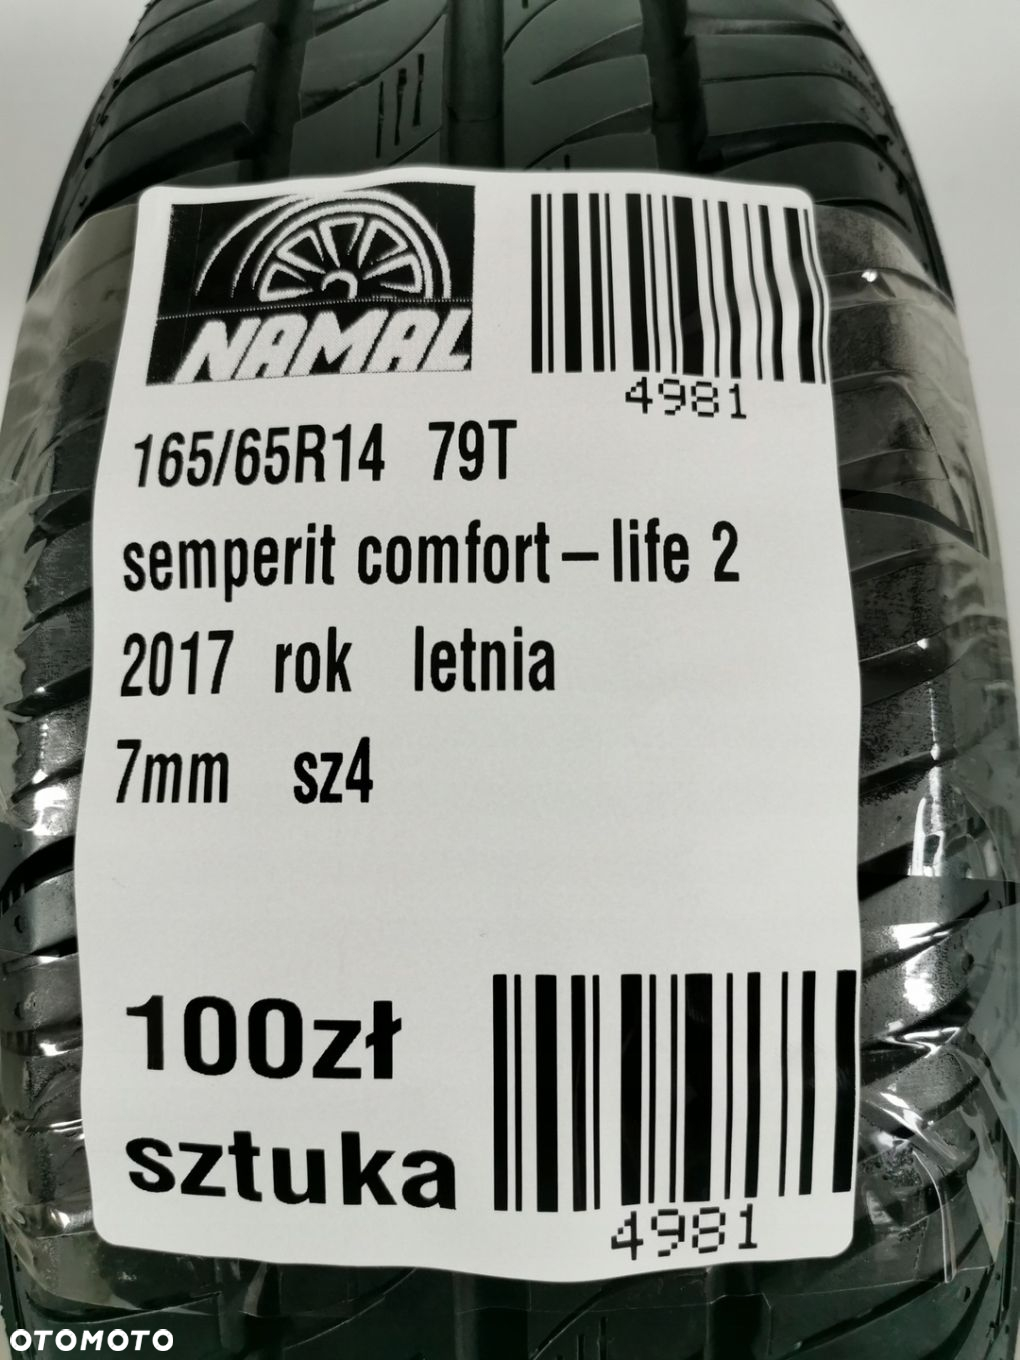 NAMAL
4981
165/65R14 79T
semperit comfort-life 2
2017 rok letnia
7mm sz4
100zł
sztuka
4981
OTOMOTO